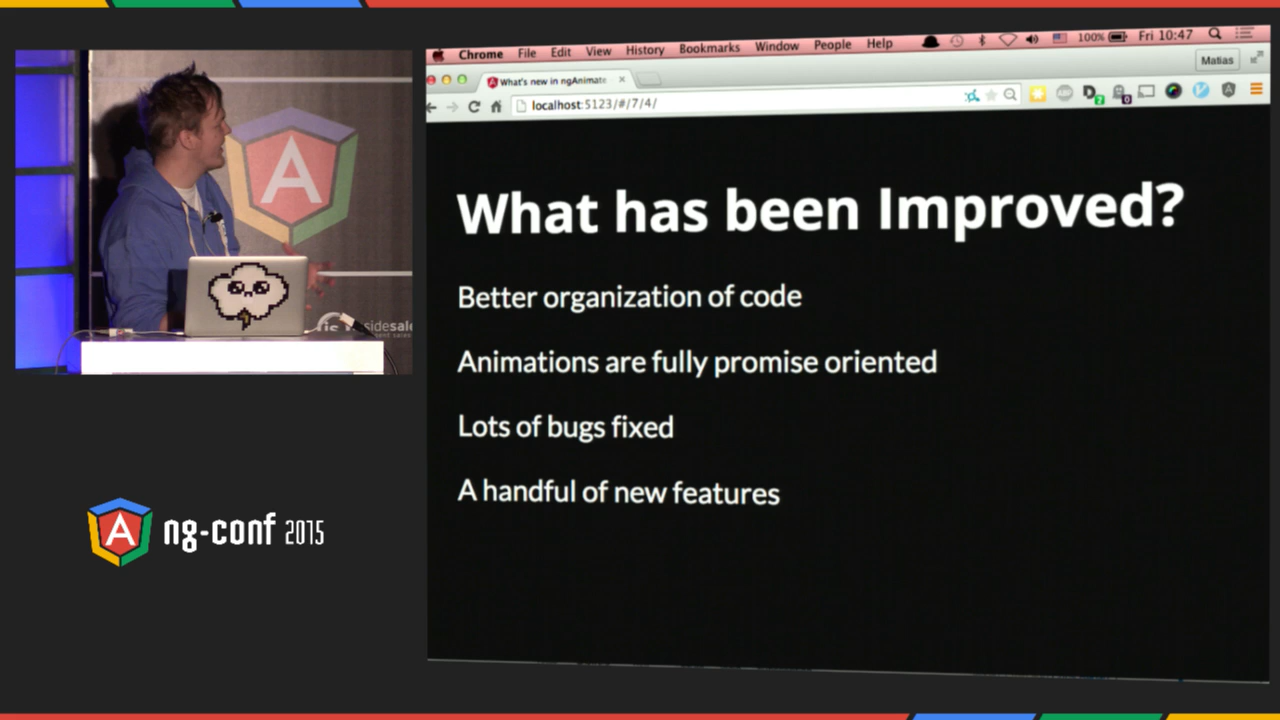 Chrome File Edit View History Bookmarks Window People Help 100% Fri 10:47
What's new in ngAnimate
Matias
localhost:5123/#/7/4/
What has been Improved?
Better organization of code
Animations are fully promise oriented
Lots of bugs fixed
A handful of new features
A
A
ng-conf 2015